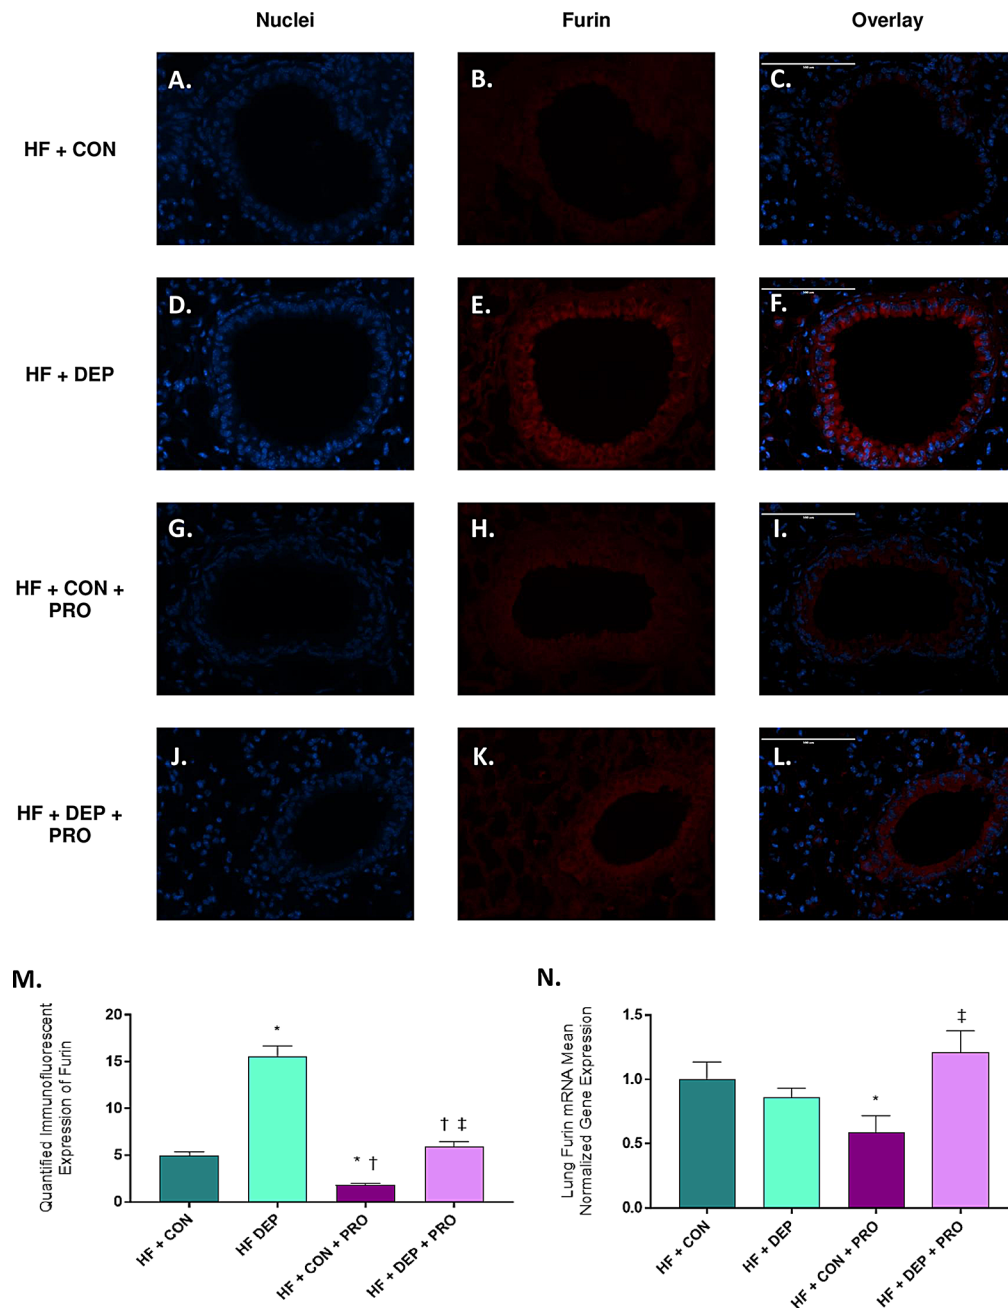 Nuclei Furin Overlay
HF + CON
A. B. C.
HF + DEP
D. E. F.
HF + CON +
PRO
G. H. I.
HF + DEP +
PRO
J. K. L.
M.
Quantified Immunofluorescent
Expression of Furin
20
15
10
5
0
*
* †
† ‡
HF + CON
HF DEP
HF + CON + PRO
HF + DEP + PRO
N.
Lung Furin mRNA Mean
Normalized Gene Expression
1.5
1.0
0.5
0.0
*
‡
HF + CON
HF + DEP
HF + CON + PRO
HF + DEP + PRO